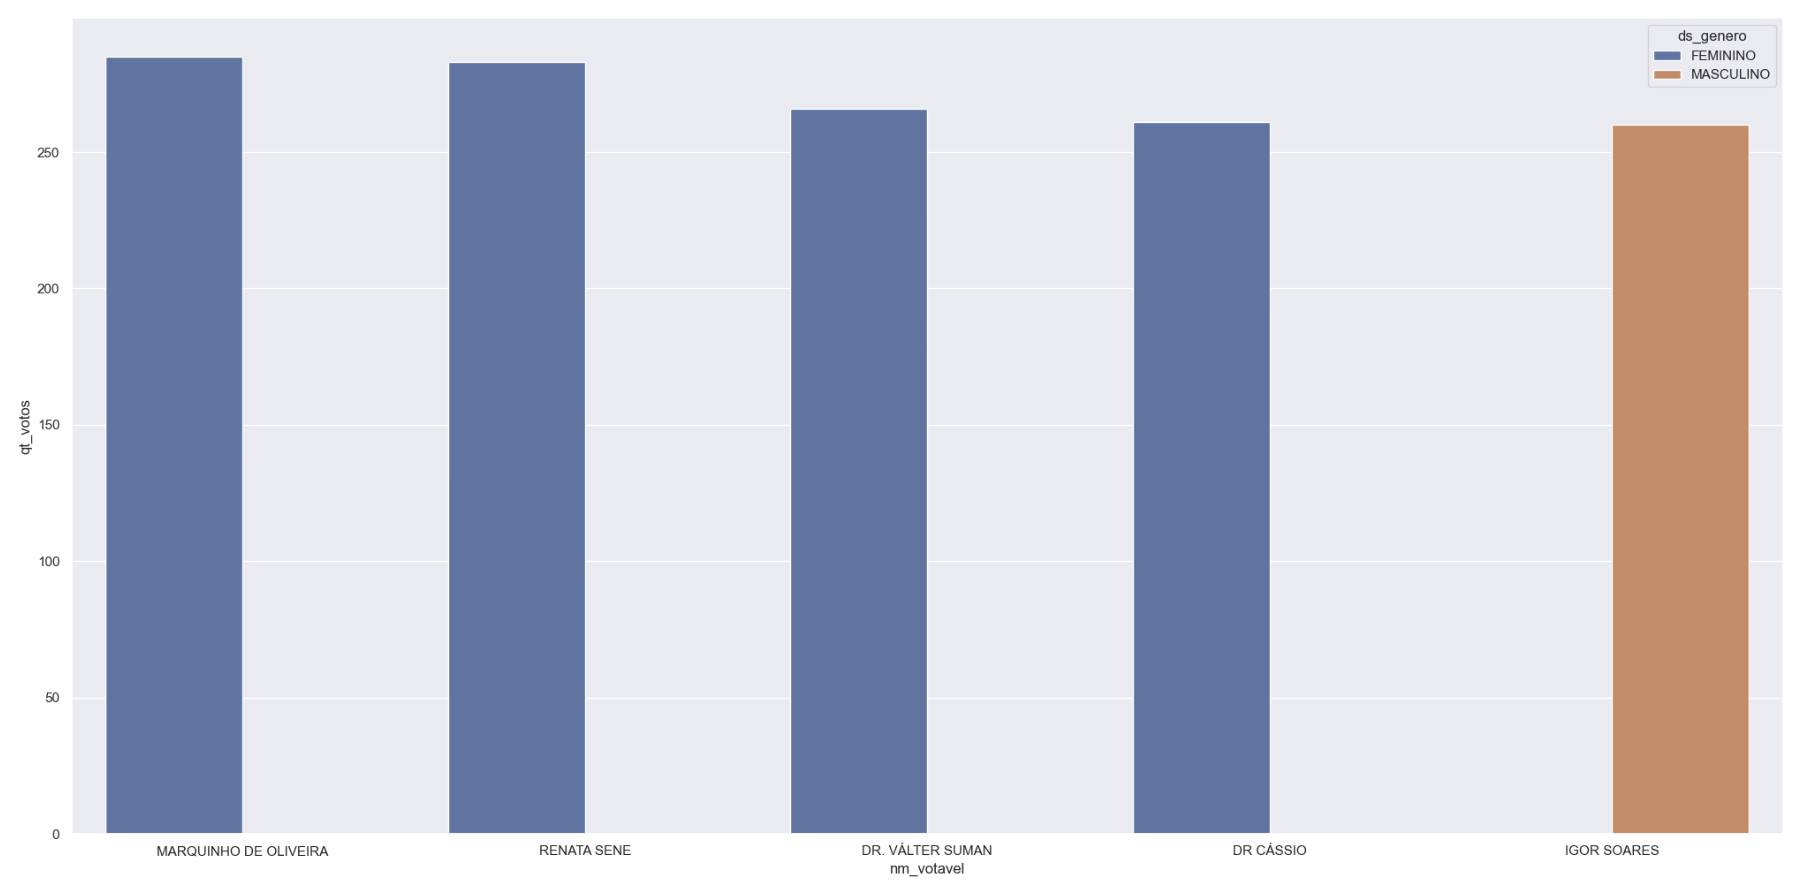 ds_genero
FEMININO
MASCULINO
250
200
150
100
50
0
qt_votos
MARQUINHO DE OLIVEIRA
RENATA SENE
DR. VÁLTER SUMAN
DR CÁSSIO
IGOR SOARES
nm_votavel